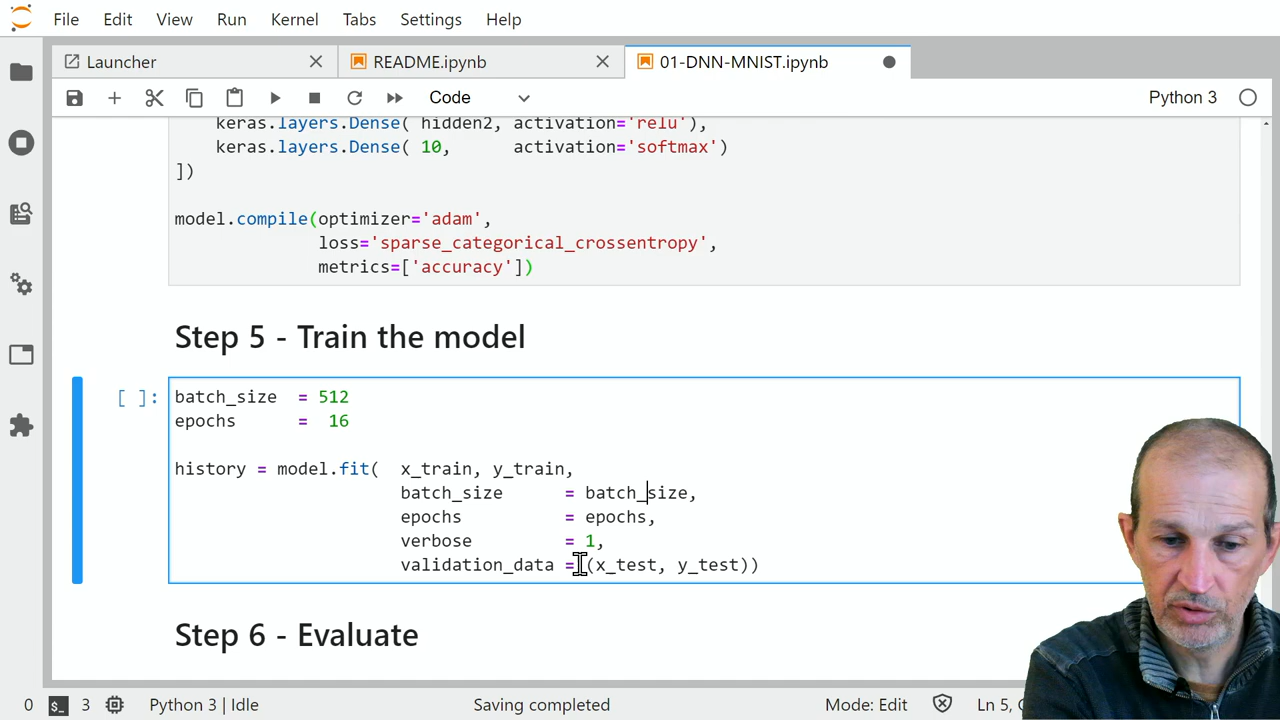 File Edit View Run Kernel Tabs Settings Help
Launcher README.ipynb 01-DNN-MNIST.ipynb
Code Python 3
keras.layers.Dense( hidden2, activation='relu'),
keras.layers.Dense( 10, activation='softmax')
])
model.compile(optimizer='adam',
loss='sparse_categorical_crossentropy',
metrics=['accuracy'])
Step 5 - Train the model
[ ]: batch_size = 512
epochs = 16
history = model.fit( x_train, y_train,
batch_size = batch_size,
epochs = epochs,
verbose = 1,
validation_data = (x_test, y_test))
Step 6 - Evaluate
0 $_ 3 Python 3 | Idle Saving completed Mode: Edit Ln 5,